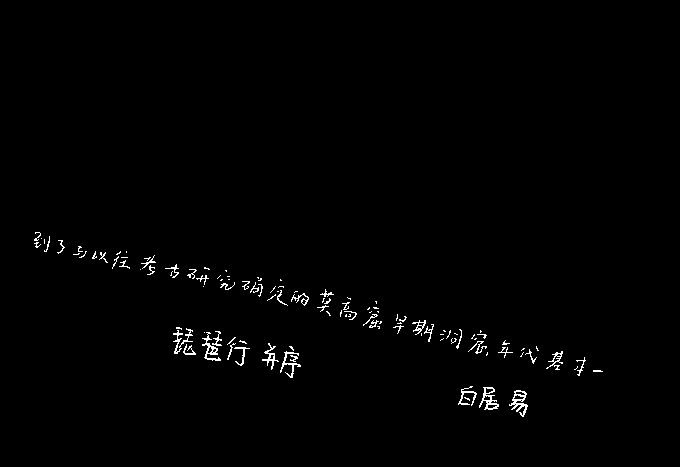 到了与以往考古研究确定的莫高窟早期洞窟年代基本一
琵琶行 并序
白居易